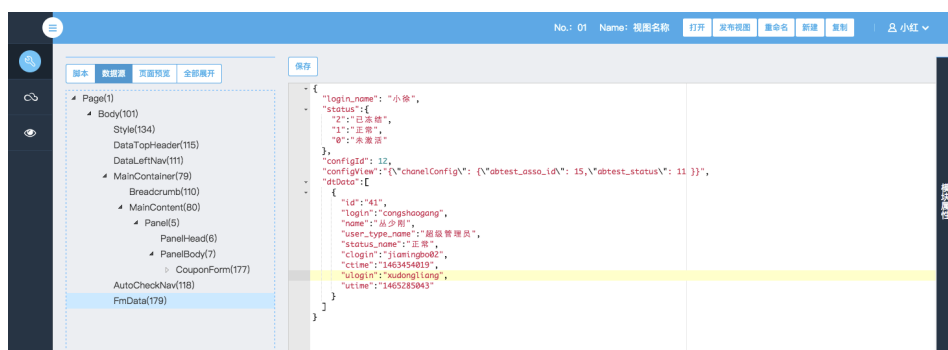 No.: 01 Name: 视图名称 打开 发布视图 重命名 新建 复制 小红
脚本 数据源 页面预览 全部展开
Page(1)
Body(101)
Style(134)
DataTopHeader(115)
DataLeftNav(111)
MainContainer(79)
Breadcrumb(110)
MainContent(80)
Panel(5)
PanelHead(6)
PanelBody(7)
CouponForm(177)
AutoCheckNav(118)
FmData(179)
保存
{
"login_name": "小徐",
"status":{
"2":"已冻结",
"1":"正常",
"0":"未激活"
},
"configId": 12,
"configView":"{\"chanelConfig\": {\"abtest_asso_id\": 15,\"abtest_status\": 11 }}",
"dtData":[
{
"id":"41",
"login":"congshaogang",
"name":"丛少刚",
"user_type_name":"超级管理员",
"status_name":"正常",
"clogin":"jiamingbo02",
"ctime":"1463454019",
"ulogin":"xudongliang",
"utime":"1465285043"
}
]
}
模块属性